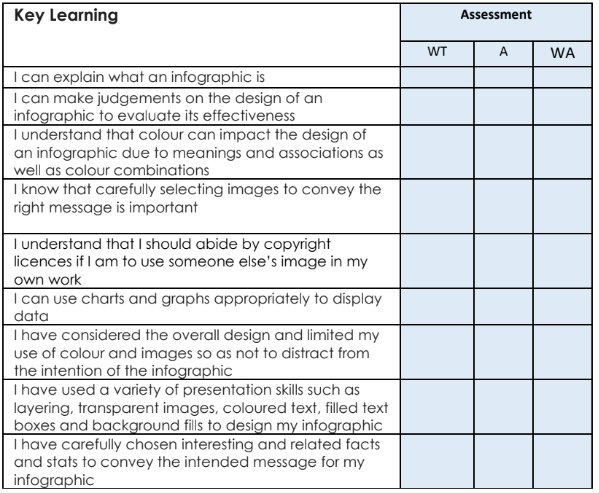 Key Learning
Assessment
WT
A
WA
I can explain what an infographic is
I can make judgements on the design of an
infographic to evaluate its effectiveness
I understand that colour can impact the design of
an infographic due to meanings and associations as
well as colour combinations
I know that carefully selecting images to convey the
right message is important
I understand that I should abide by copyright
licences if I am to use someone else's image in my
own work
I can use charts and graphs appropriately to display
data
I have considered the overall design and limited my
use of colour and images so as not to distract from
the intention of the infographic
I have used a variety of presentation skills such as
layering, transparent images, coloured text, filled text
boxes and background fills to design my infographic
I have carefully chosen interesting and related facts
and stats to convey the intended message for my
infographic